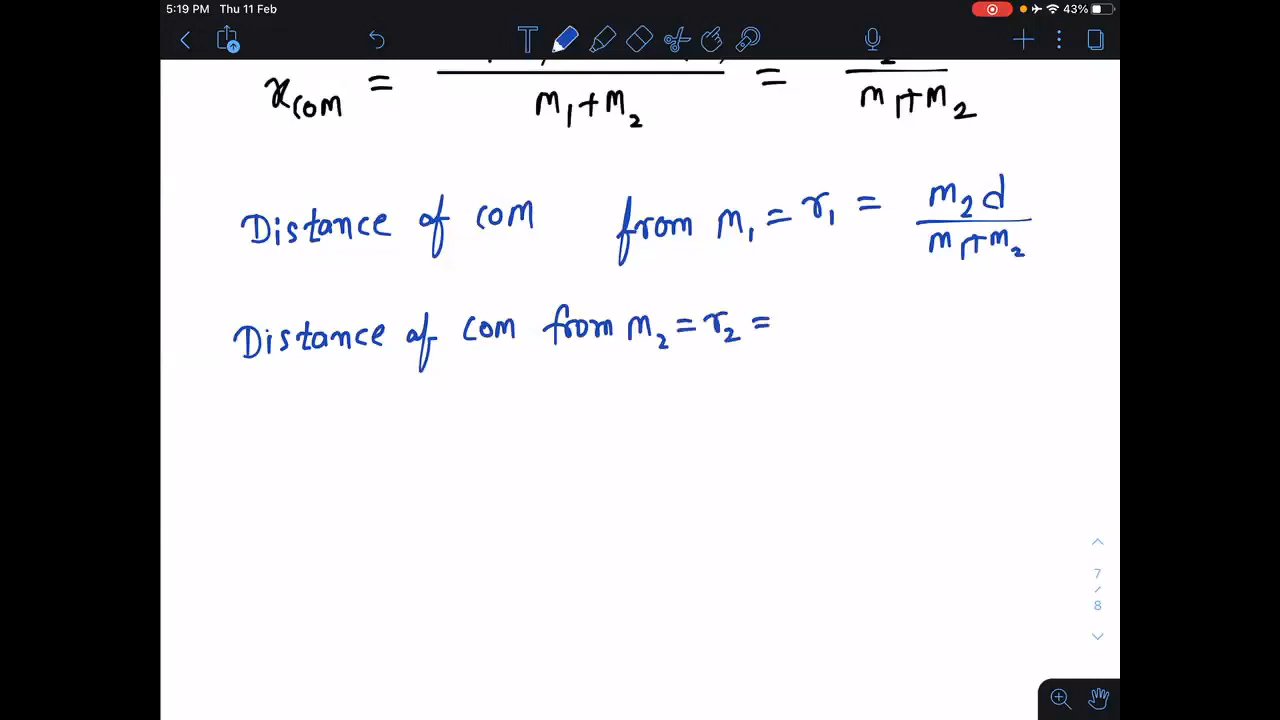 5:19 PM Thu 11 Feb 43%
T
x_com = / m₁+m₂ = / m₁+m₂
Distance of com from m₁ = r₁ = m₂d / m₁+m₂
Distance of com from m₂ = r₂ =
7
/
8